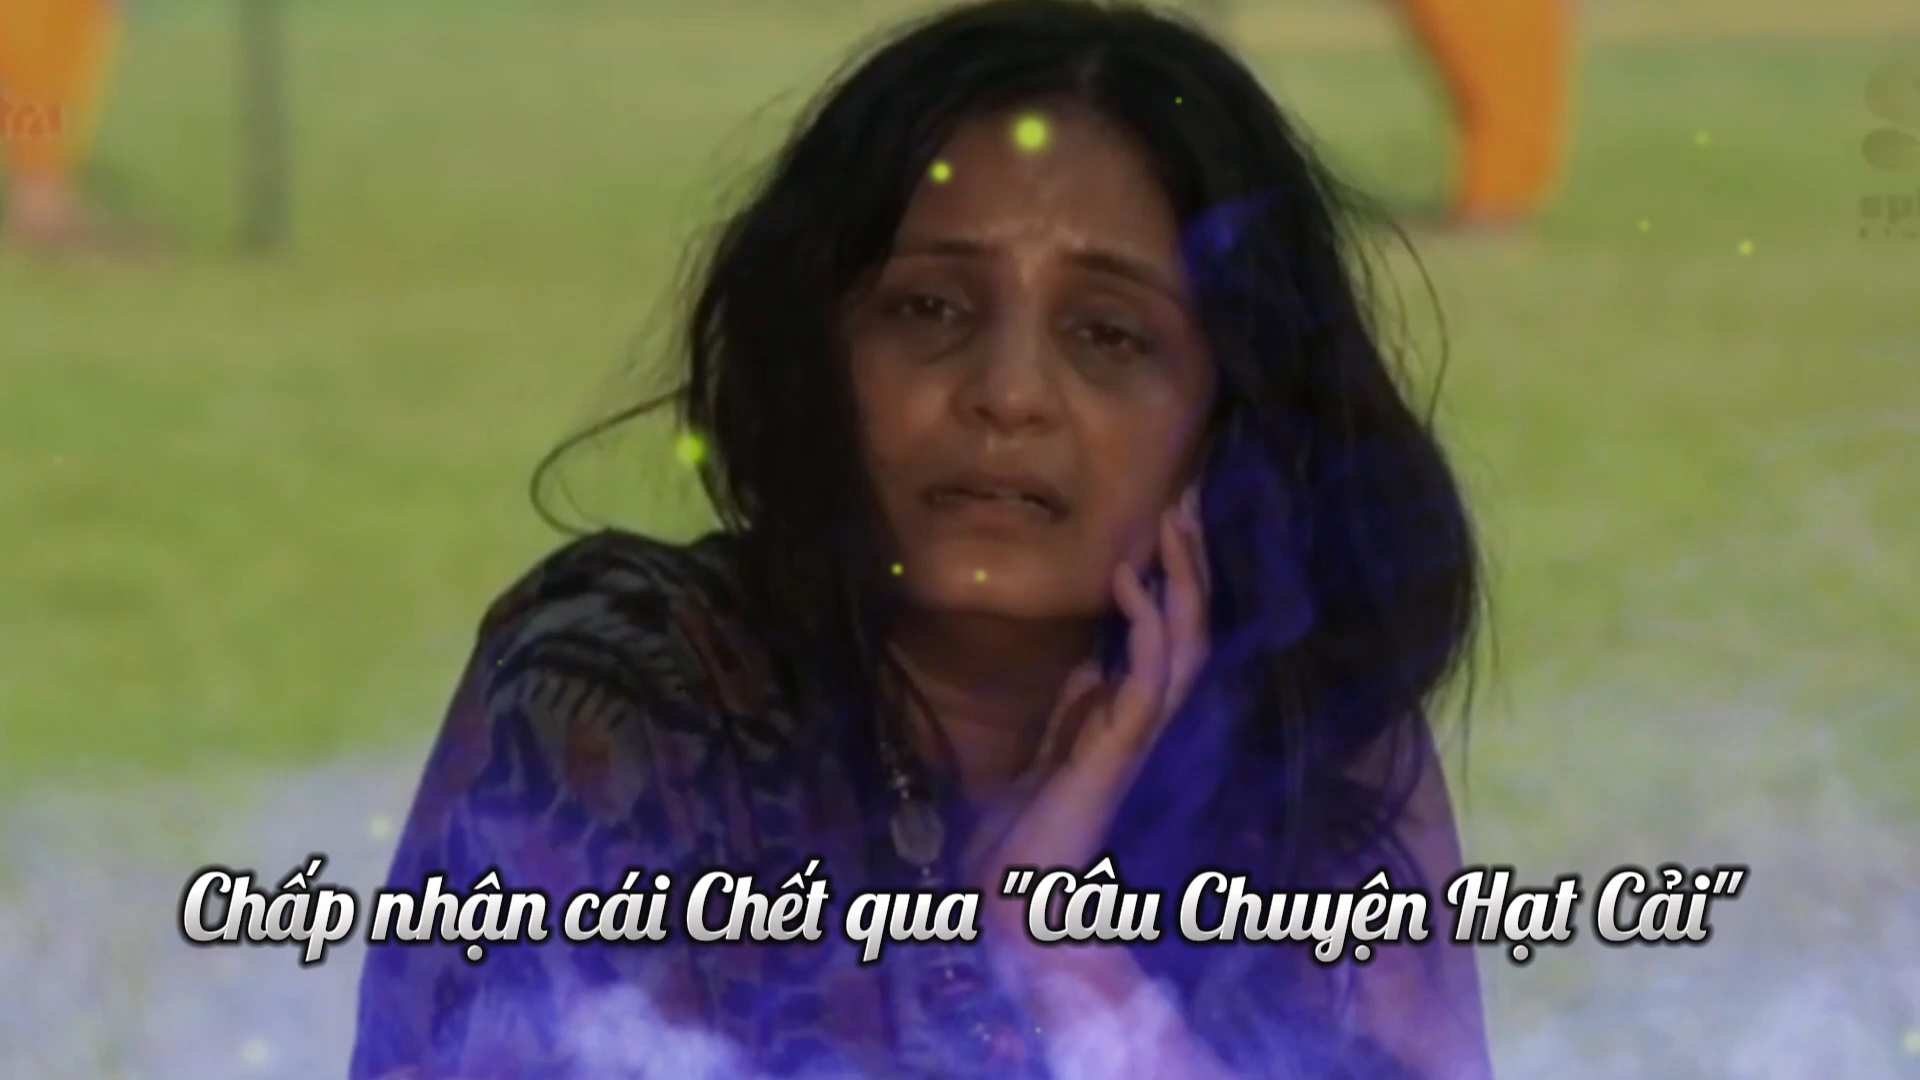 Chấp nhận cái Chết qua "Câu Chuyện Hạt Cải"